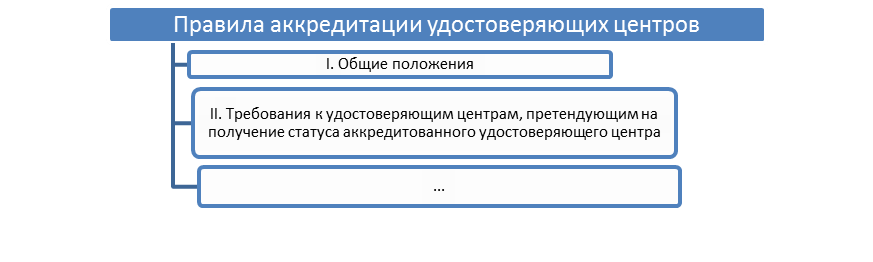 Правила аккредитации удостоверяющих центров
I. Общие положения
II. Требования к удостоверяющим центрам, претендующим на
получение статуса аккредитованного удостоверяющего центра
...